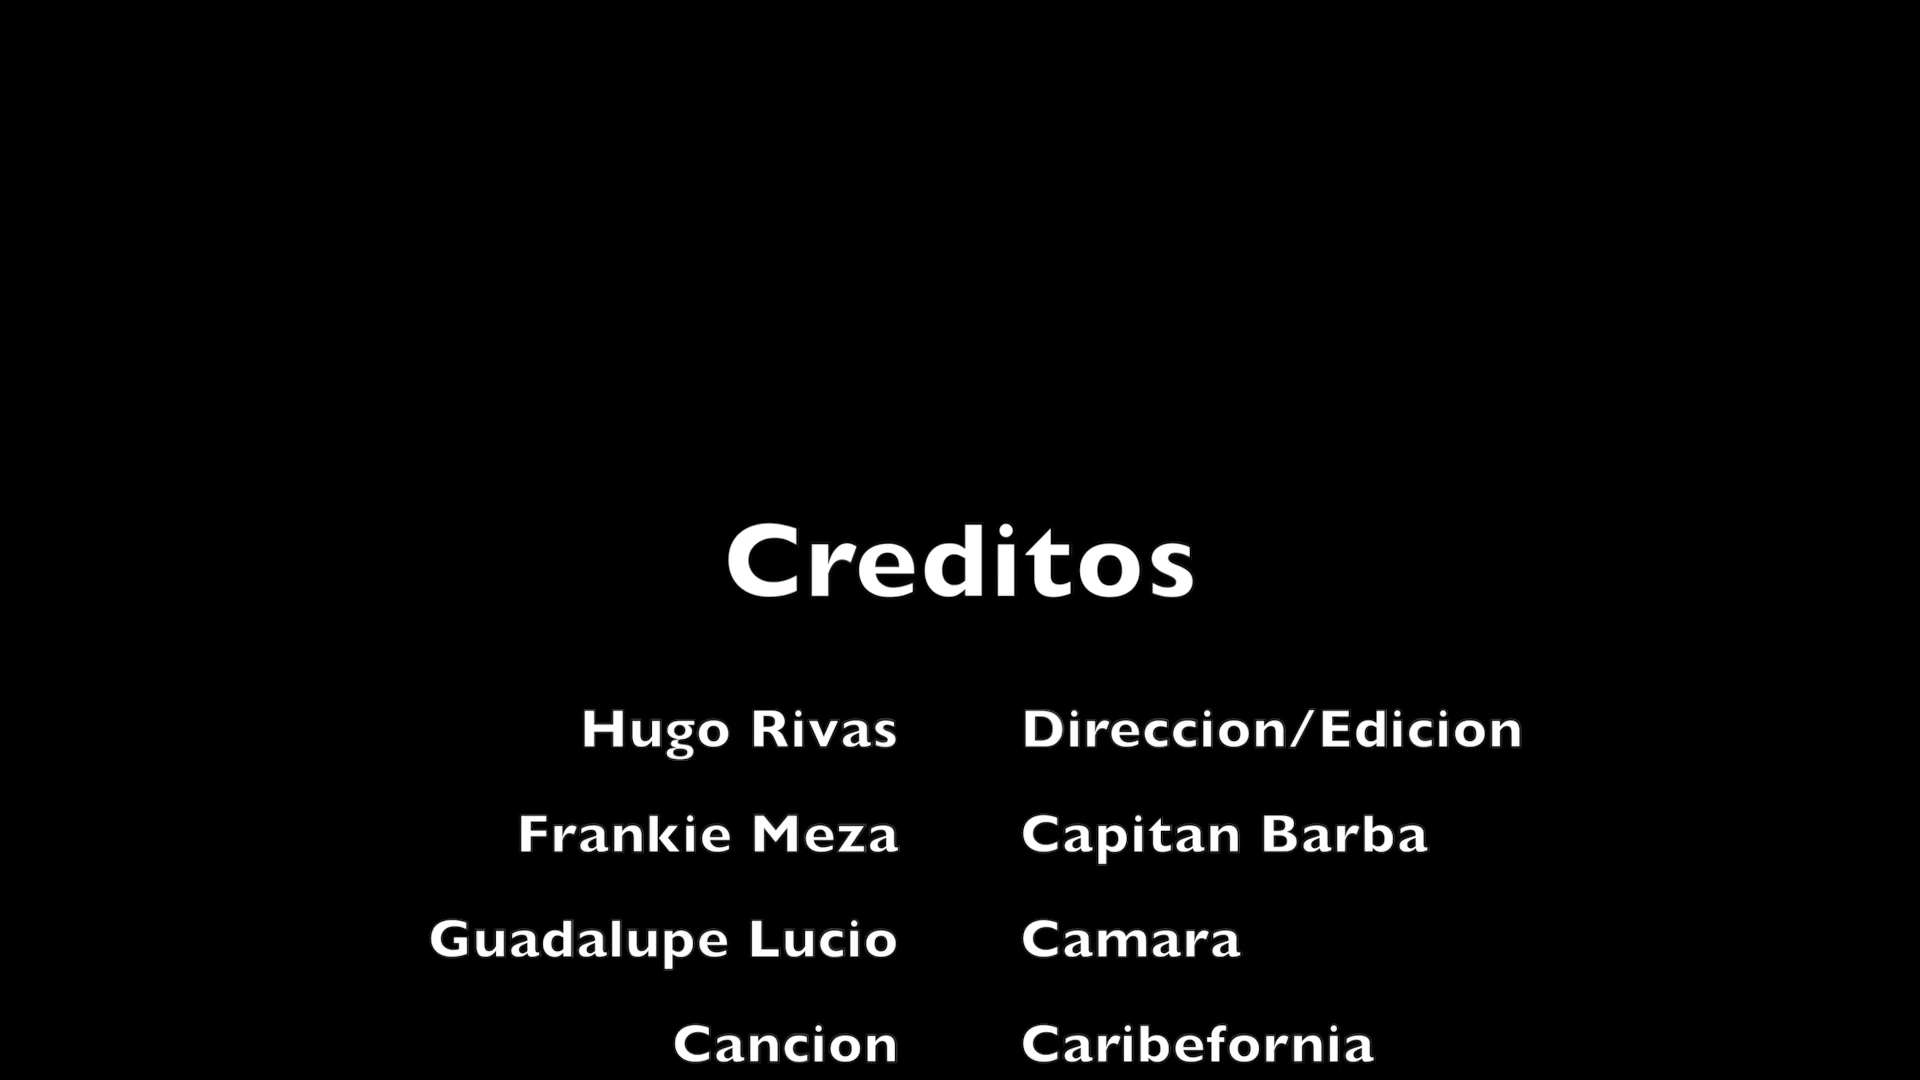 Creditos
Hugo Rivas Direccion/Edicion
Frankie Meza Capitan Barba
Guadalupe Lucio Camara
Cancion Caribefornia